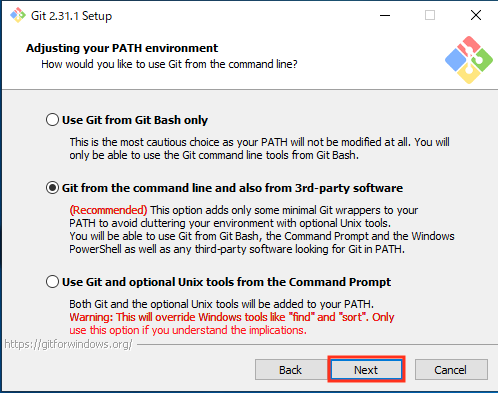 Git 2.31.1 Setup
Adjusting your PATH environment
How would you like to use Git from the command line?
Use Git from Git Bash only
This is the most cautious choice as your PATH will not be modified at all. You will
only be able to use the Git command line tools from Git Bash.
Git from the command line and also from 3rd-party software
(Recommended) This option adds only some minimal Git wrappers to your
PATH to avoid cluttering your environment with optional Unix tools.
You will be able to use Git from Git Bash, the Command Prompt and the Windows
PowerShell as well as any third-party software looking for Git in PATH.
Use Git and optional Unix tools from the Command Prompt
Both Git and the optional Unix tools will be added to your PATH.
Warning: This will override Windows tools like "find" and "sort". Only
use this option if you understand the implications.
https://gitforwindows.org/
Back
Next
Cancel